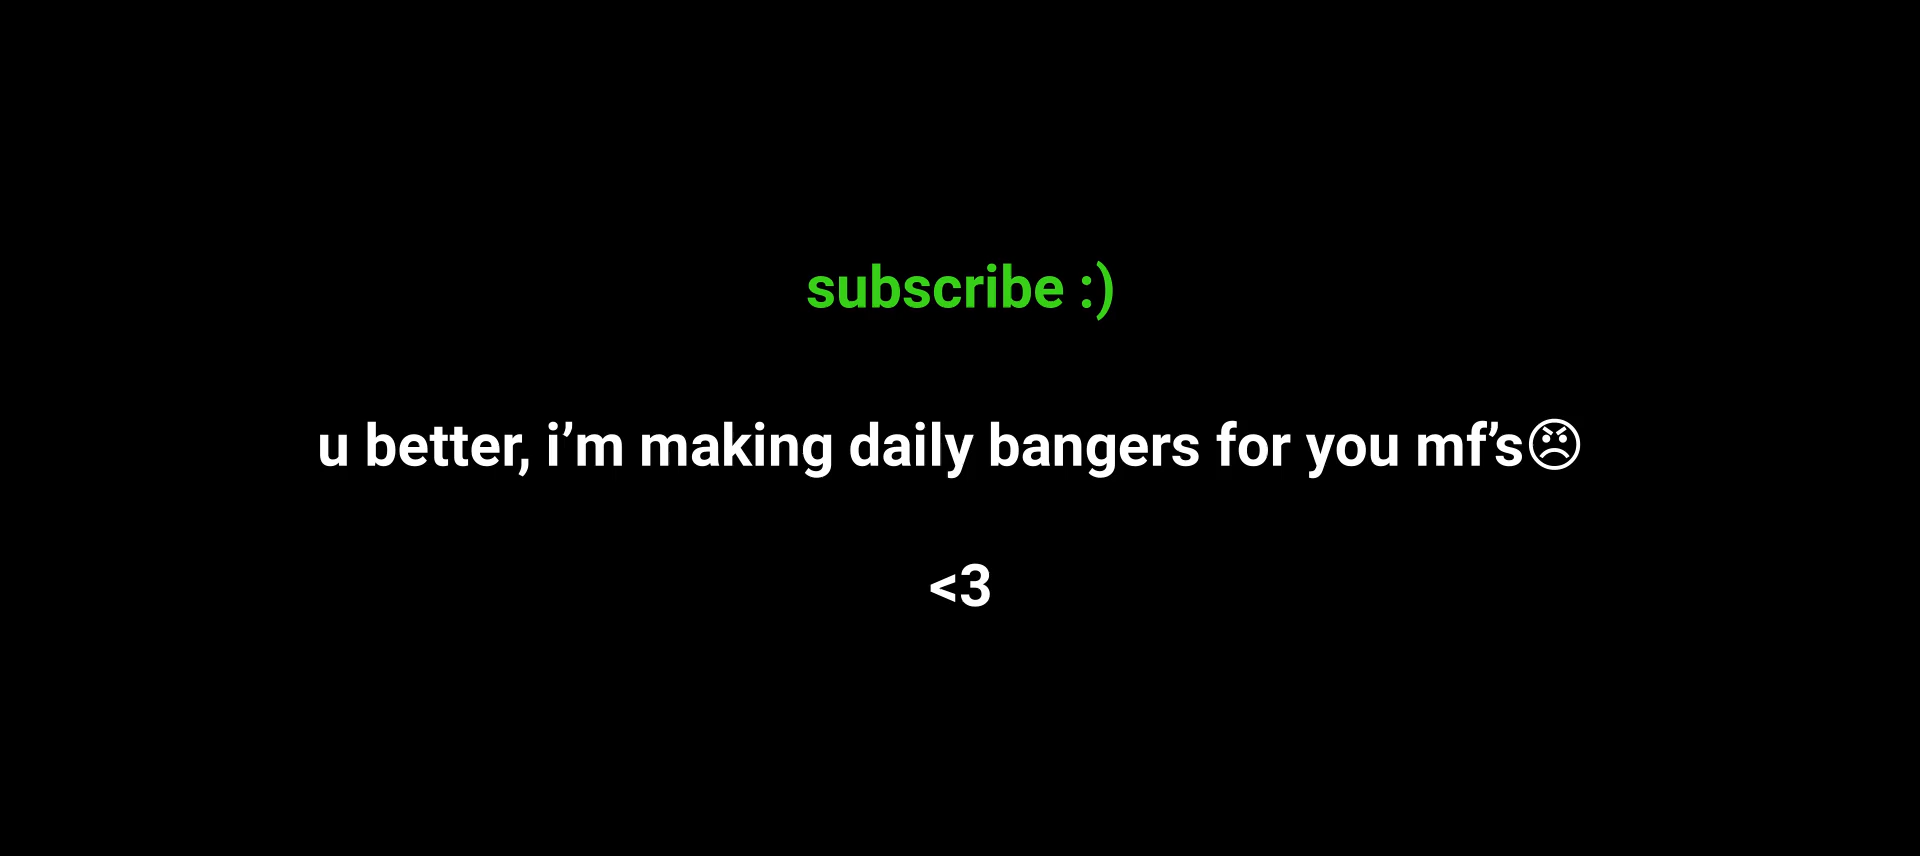 subscribe :)
u better, i’m making daily bangers for you mf’s😠
<3